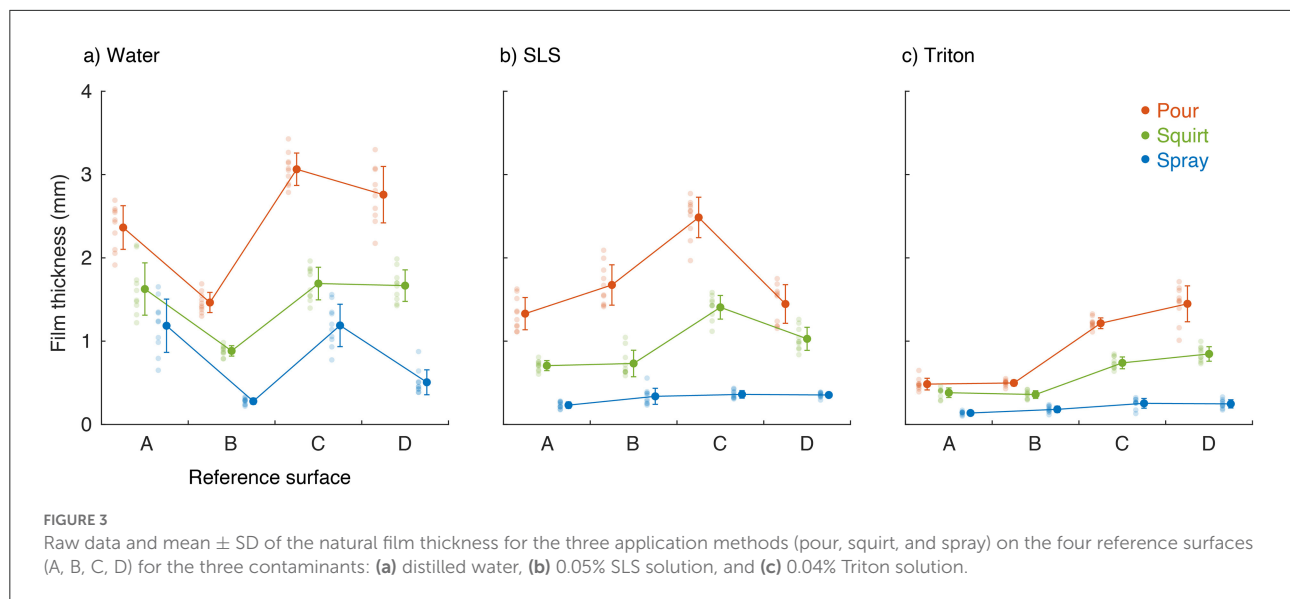 a) Water
b) SLS
c) Triton
4
3
2
1
0
Film thickness (mm)
A B C D
Reference surface
A B C D
A B C D
Pour
Squirt
Spray
FIGURE 3
Raw data and mean ± SD of the natural film thickness for the three application methods (pour, squirt, and spray) on the four reference surfaces
(A, B, C, D) for the three contaminants: (a) distilled water, (b) 0.05% SLS solution, and (c) 0.04% Triton solution.